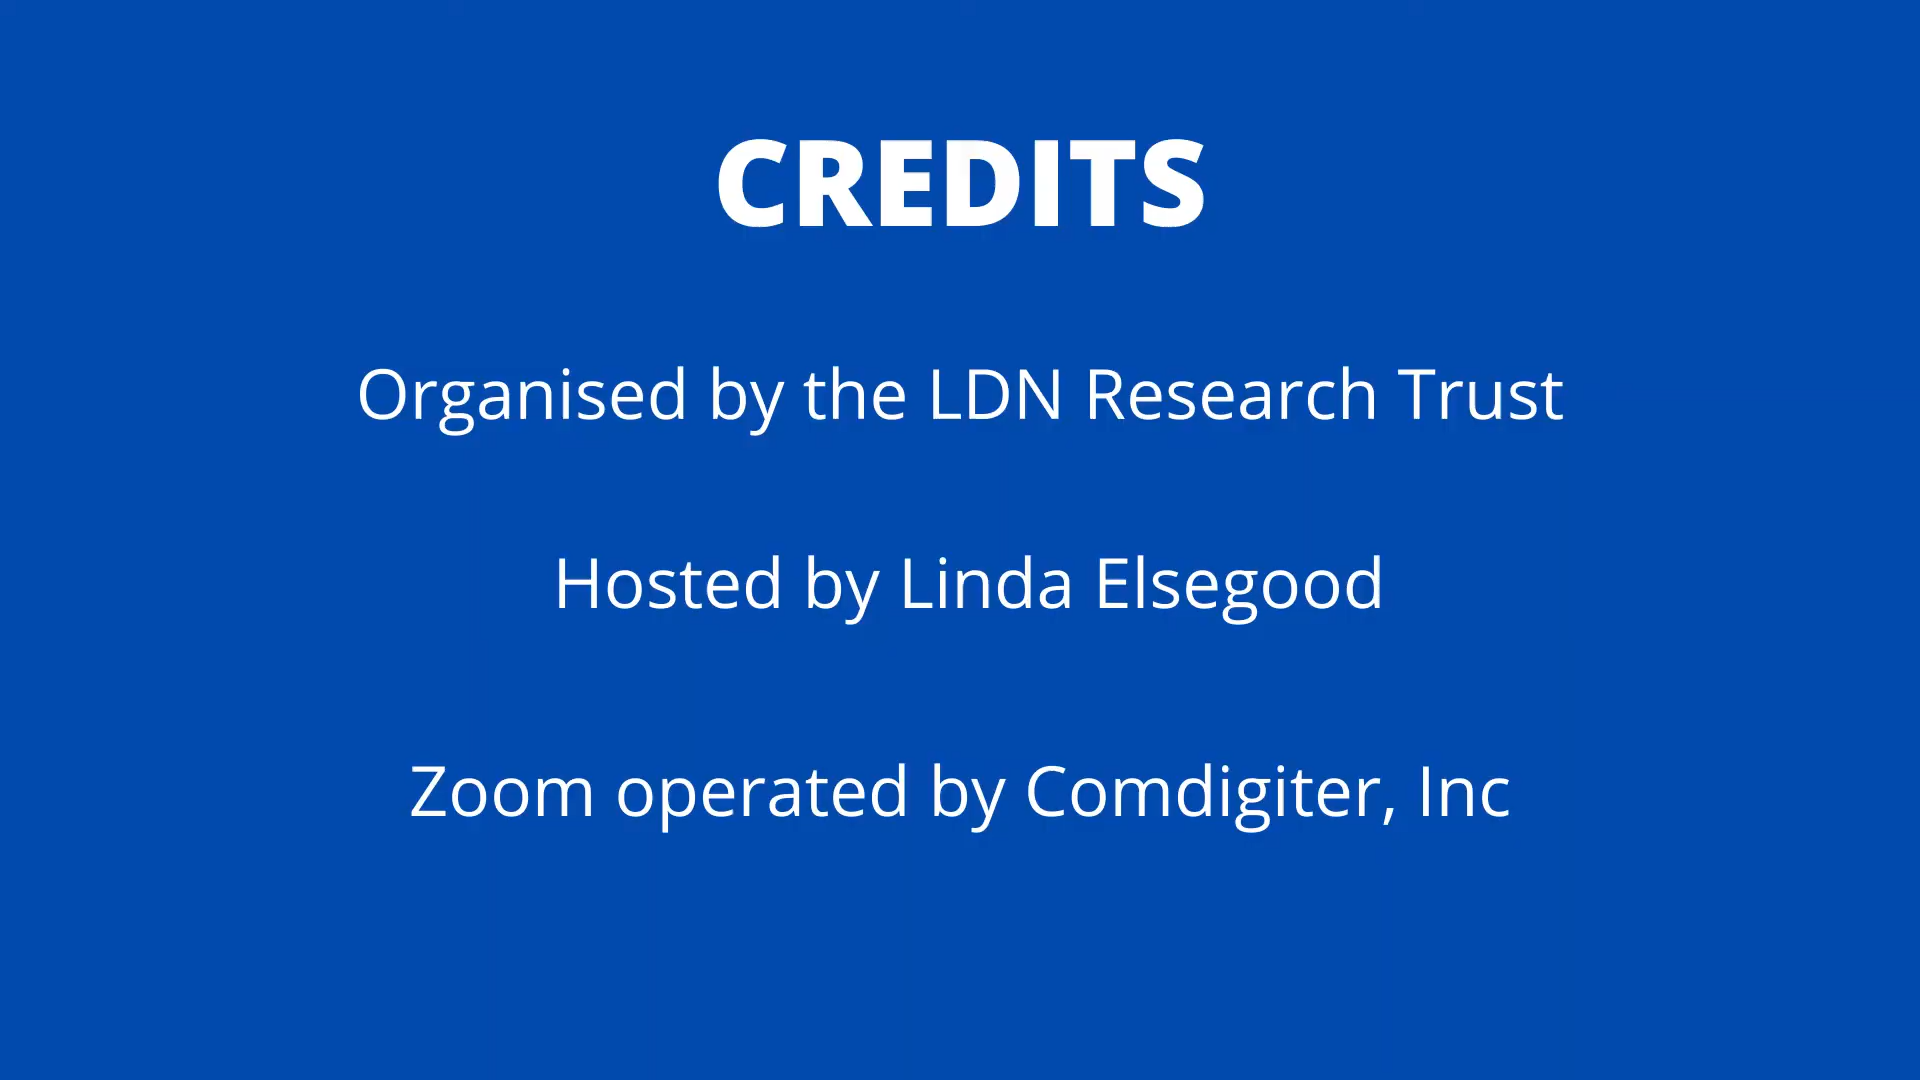 CREDITS
Organised by the LDN Research Trust
Hosted by Linda Elsegood
Zoom operated by Comdigiter, Inc